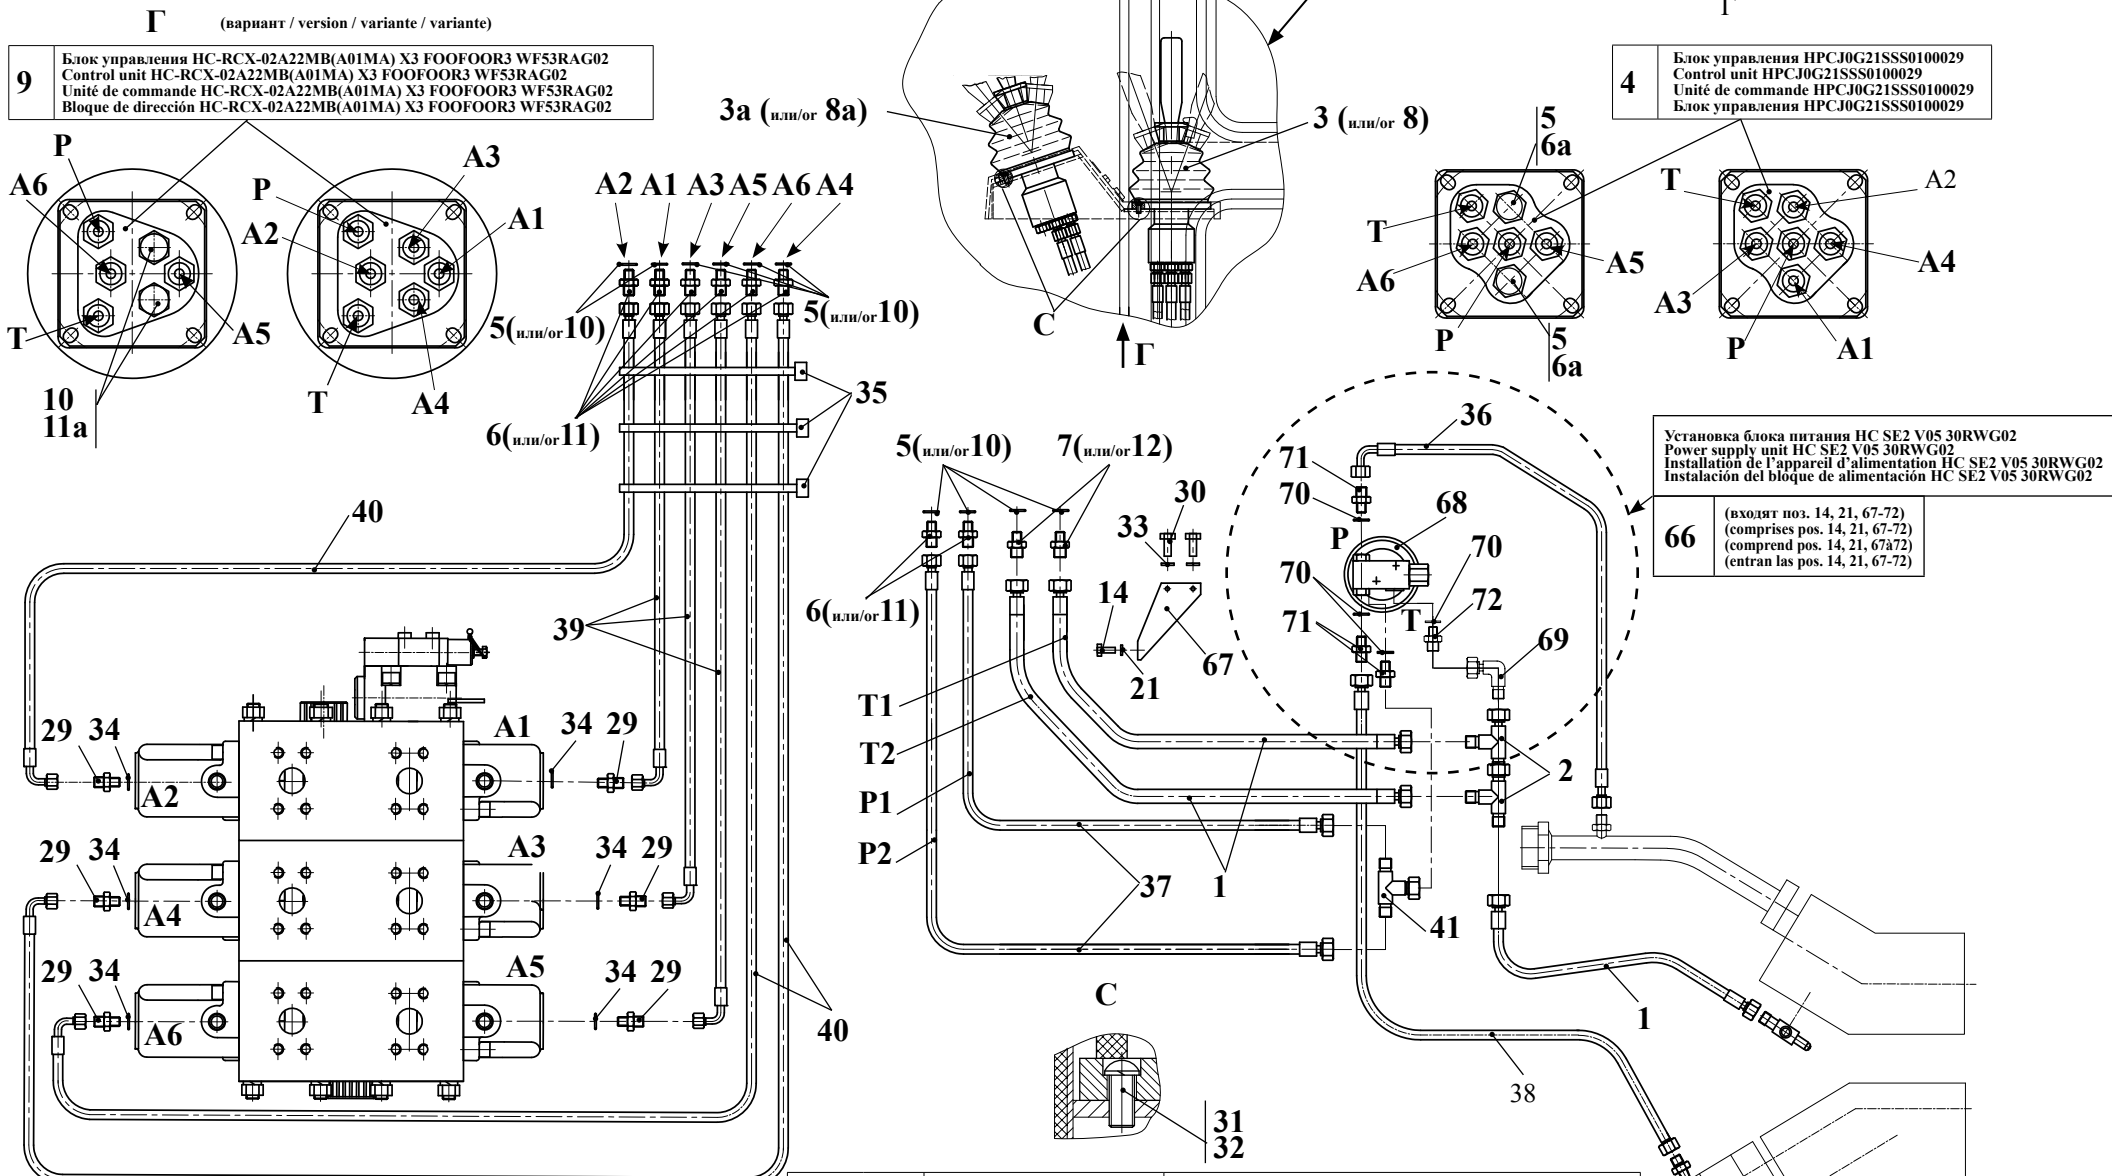 Г (вариант / version / variante / variante)
Г
9
Блок управления HC-RCX-02A22MB(A01MA) X3 FOOFOOR3 WF53RAG02
Control unit HC-RCX-02A22MB(A01MA) X3 FOOFOOR3 WF53RAG02
Unité de commande HC-RCX-02A22MB(A01MA) X3 FOOFOOR3 WF53RAG02
Bloque de dirección HC-RCX-02A22MB(A01MA) X3 FOOFOOR3 WF53RAG02
4
Блок управления HPCJ0G21SSS0100029
Control unit HPCJ0G21SSS0100029
Unité de commande HPCJ0G21SSS0100029
Блок управления HPCJ0G21SSS0100029
P
A6
T
A5
10
11a
P
A2
A3
A1
T
A4
3a (или/or 8a)
3 (или/or 8)
C
Г
5
6a
T
A6
A5
P
5
6a
T
A2
A3
A4
P
A1
A2 A1 A3 A5 A6 A4
5(или/or10)
5(или/or10)
6(или/or11)
35
40
39
29
34
A2
A1
34
29
29
34
A4
A3
34
29
29
34
A6
A5
34
29
40
5(или/or10)
7(или/or12)
6(или/or11)
30
33
14
21
67
T1
T2
P1
P2
37
1
36
71
70
P
68
70
70
72
71
T
69
2
41
1
38
Установка блока питания HC SE2 V05 30RWG02
Power supply unit HC SE2 V05 30RWG02
Installation de l’appareil d’alimentation HC SE2 V05 30RWG02
Instalación del bloque de alimentación HC SE2 V05 30RWG02
66
(входят поз. 14, 21, 67-72)
(comprises pos. 14, 21, 67-72)
(comprend pos. 14, 21, 67à72)
(entran las pos. 14, 21, 67-72)
C
31
32